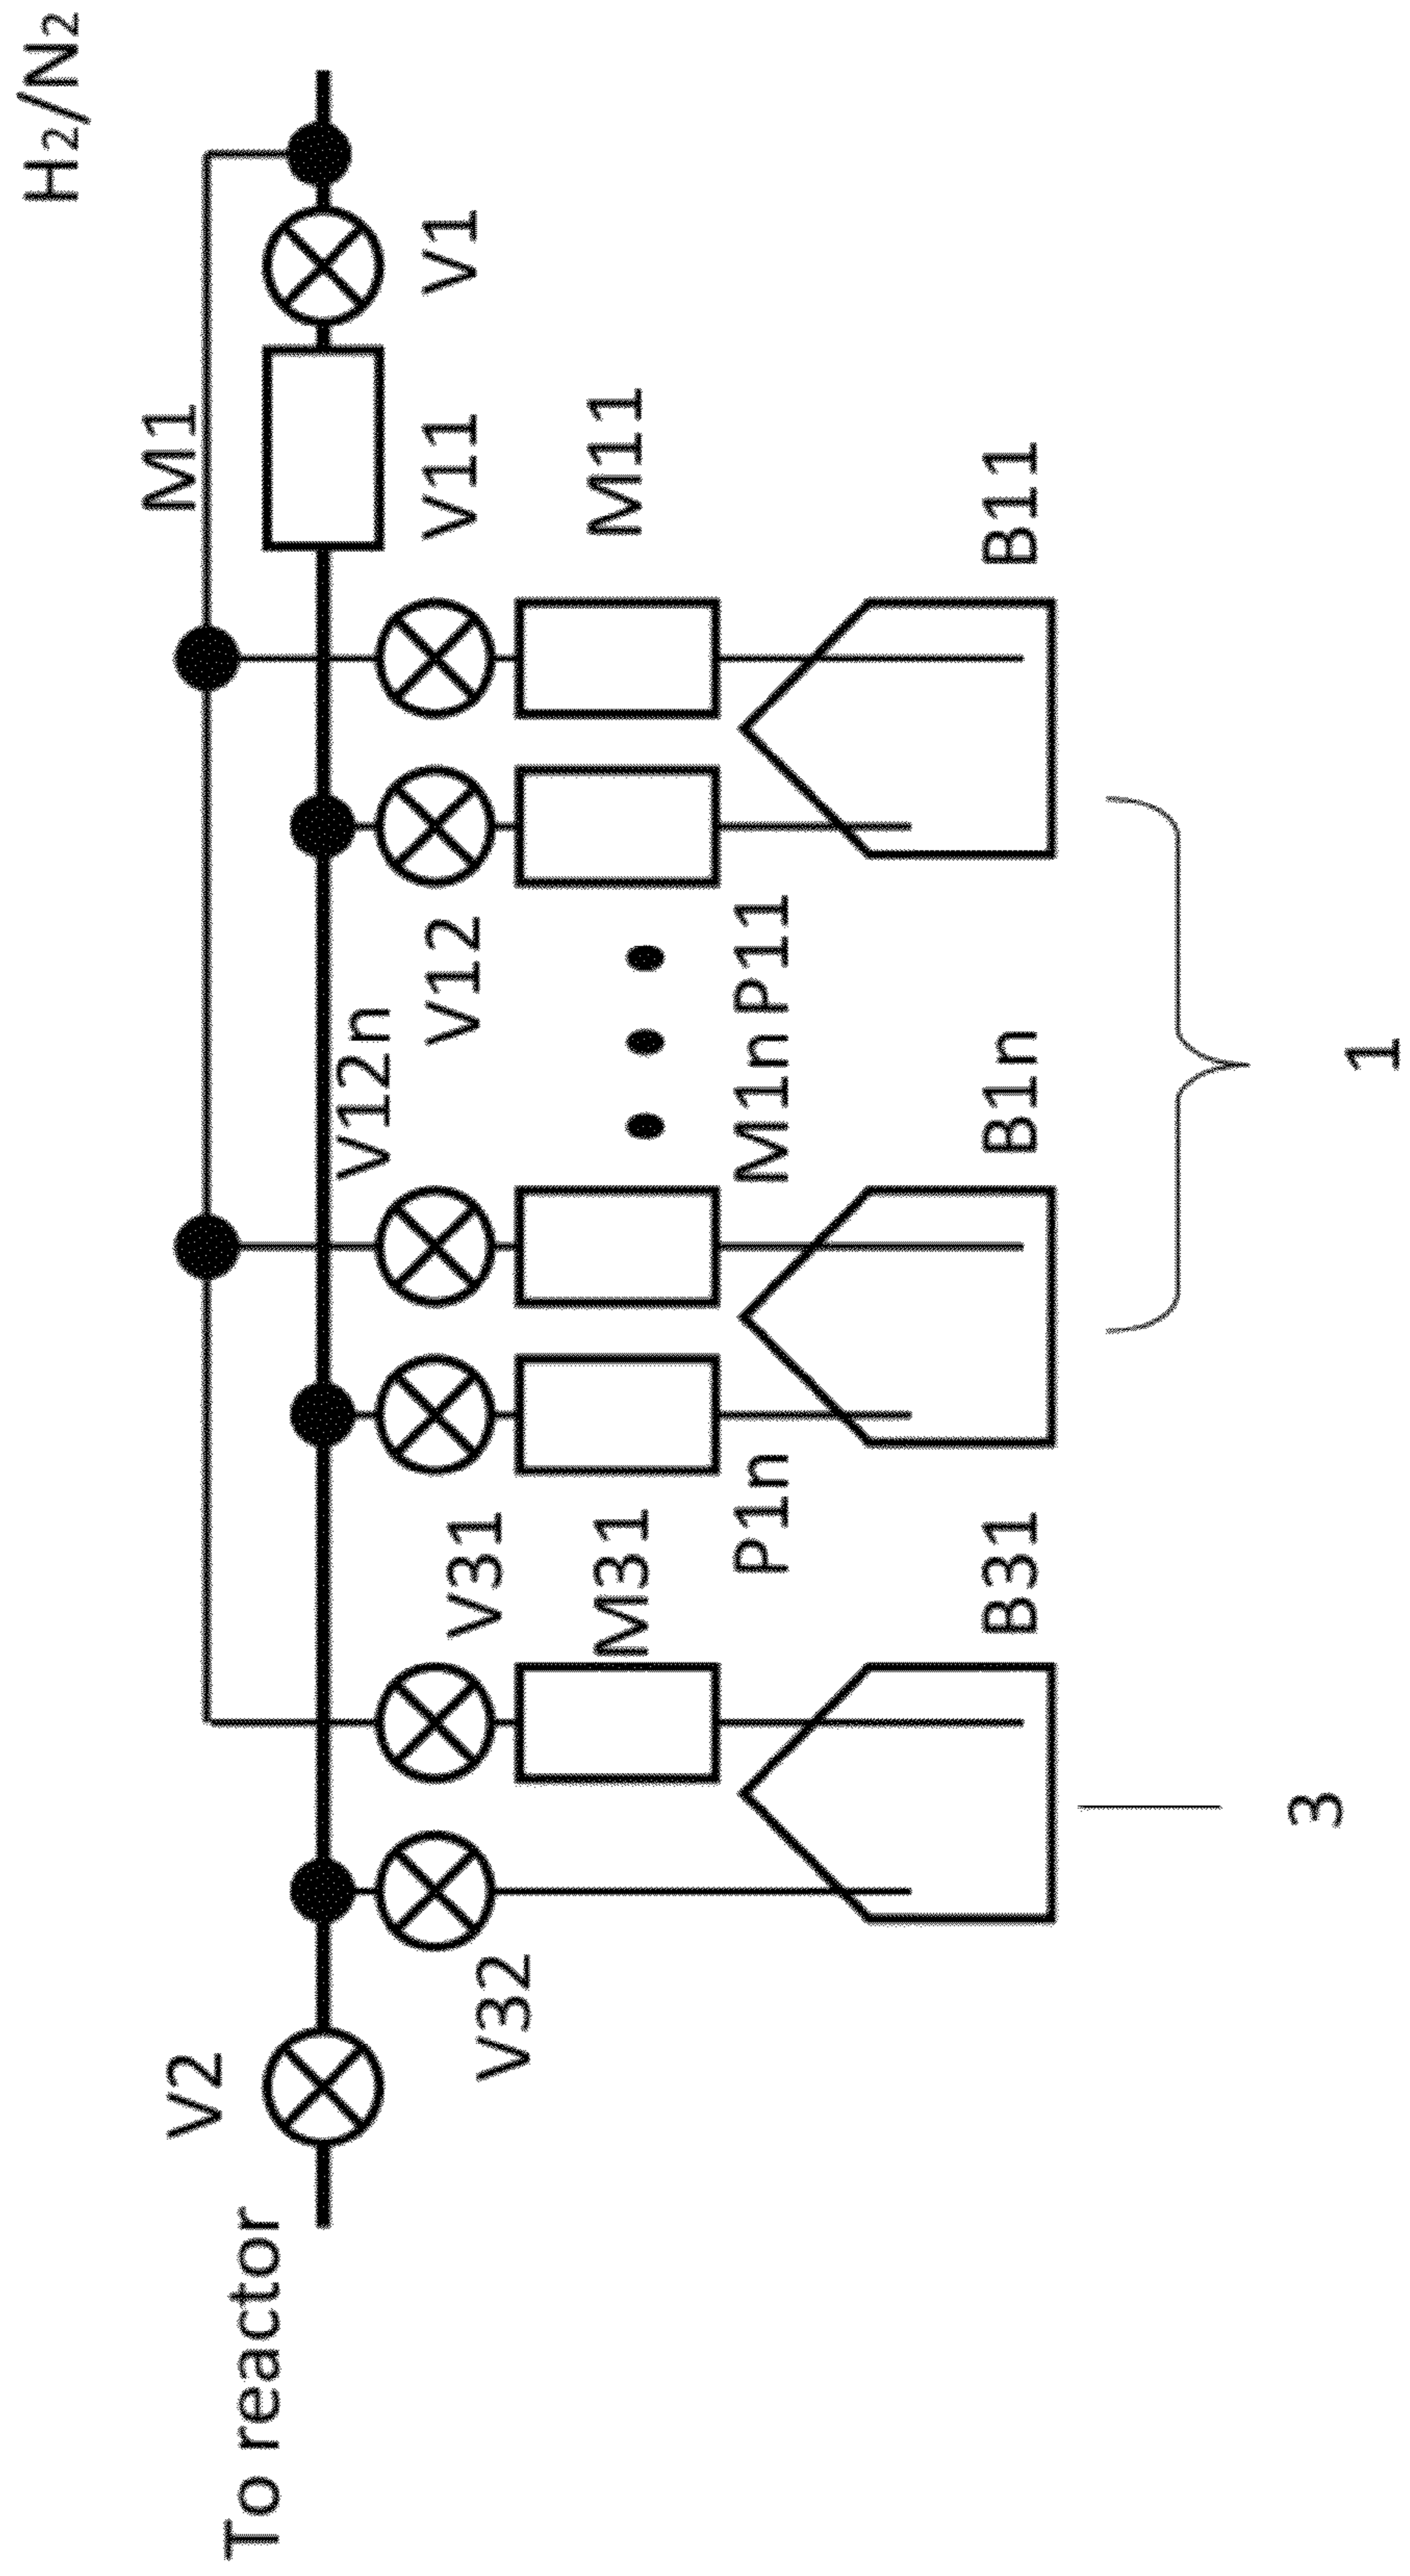 H₂/N₂
M1
V1
V11
M11
B11
V12
P11
V12n
M1n
B1n
1
V31
M31
P1n
B31
3
V32
V2
To reactor